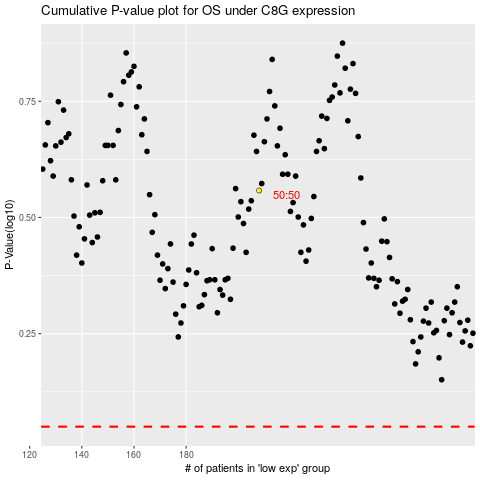 Cumulative P-value plot for OS under C8G expression
P-Value(log10)
0.75
0.50
0.25
50:50
120 140 160 180
# of patients in 'low exp' group